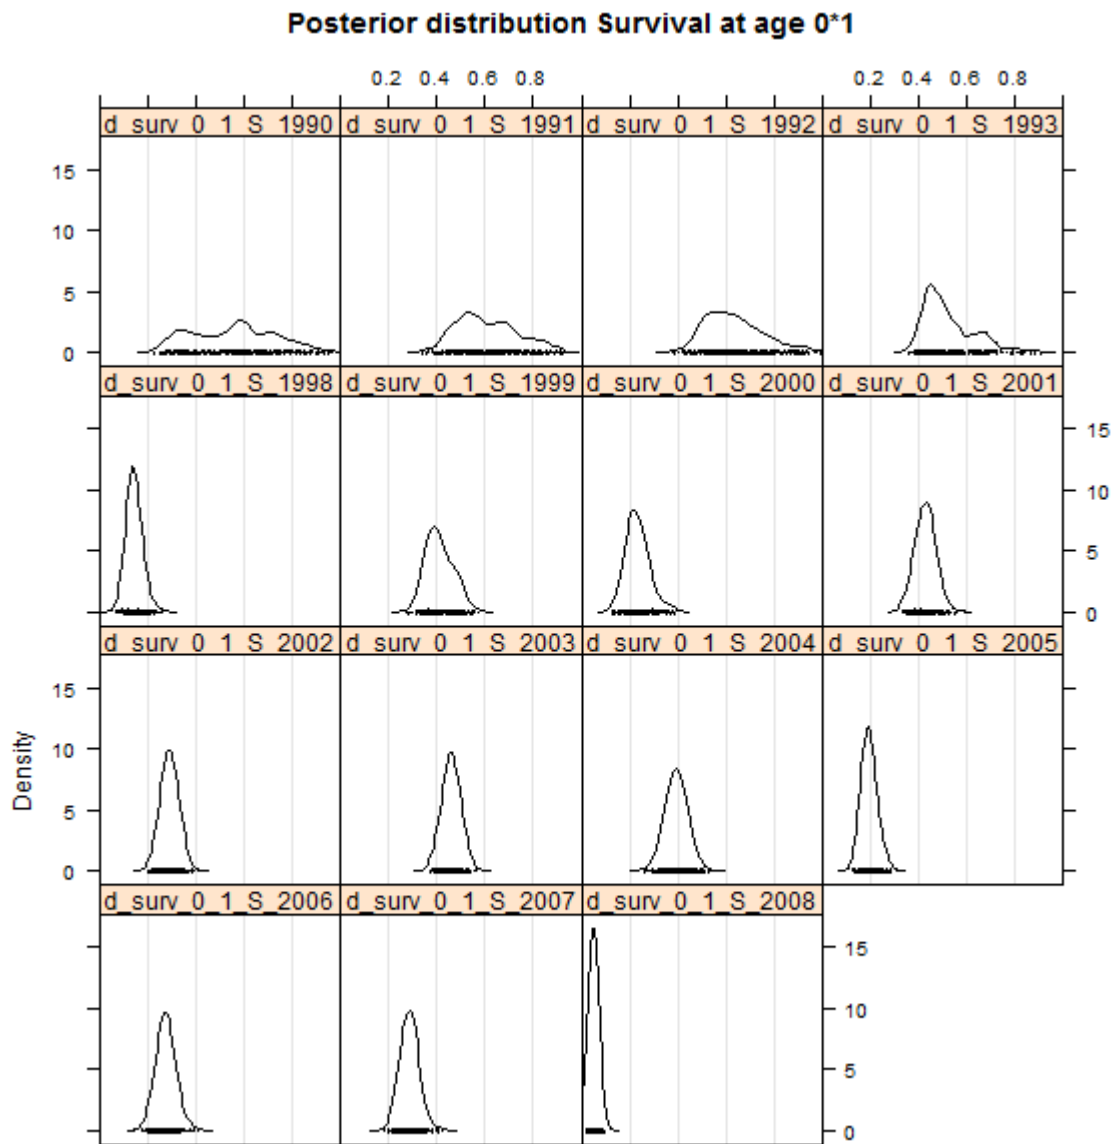 Posterior distribution Survival at age 0*1
0.2 0.4 0.6 0.8 0.2 0.4 0.6 0.8
d_surv_0_1_S_1990 d_surv_0_1_S_1991 d_surv_0_1_S_1992 d_surv_0_1_S_1993
15
10
5
0
d_surv_0_1_S_1998 d_surv_0_1_S_1999 d_surv_0_1_S_2000 d_surv_0_1_S_2001
15
10
5
0
d_surv_0_1_S_2002 d_surv_0_1_S_2003 d_surv_0_1_S_2004 d_surv_0_1_S_2005
Density
15
10
5
0
d_surv_0_1_S_2006 d_surv_0_1_S_2007 d_surv_0_1_S_2008
15
10
5
0